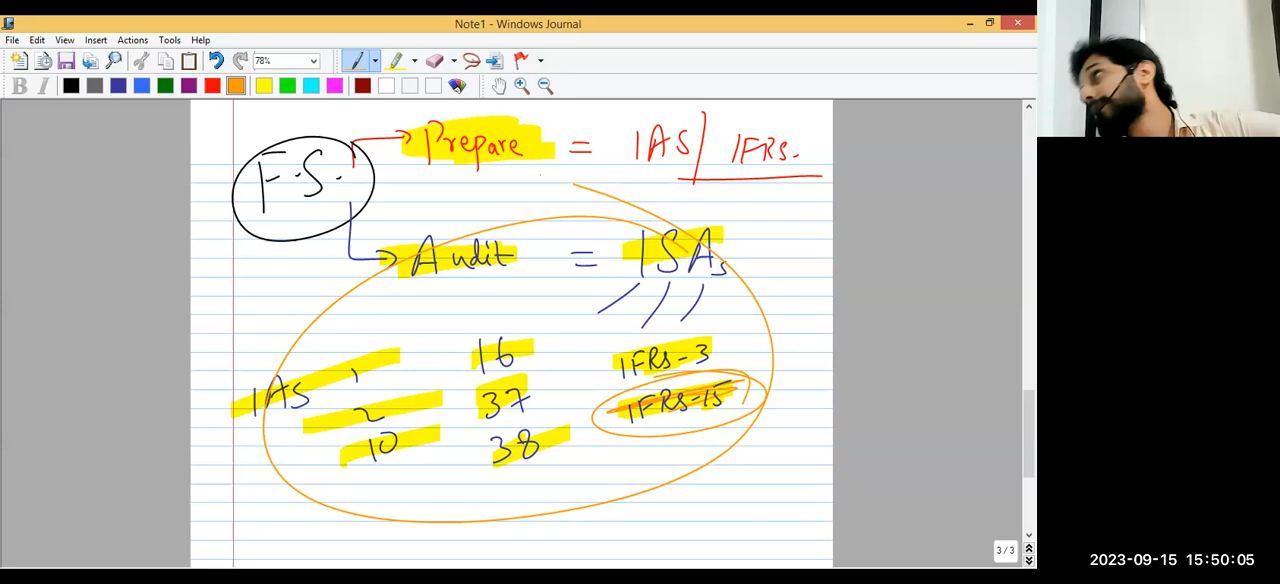 Note1 - Windows Journal
File Edit View Insert Actions Tools Help
78%
B I
F.S. Prepare = IAS/ IFRS.
Audit = ISAs
IAS 1 16 IFRS-3
2 37 IFRS-15
10 38
3 / 3
2023-09-15 15:50:05